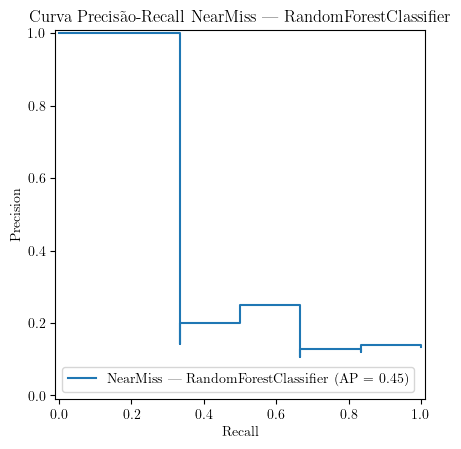 Curva Precisão-Recall NearMiss — RandomForestClassifier
1.0
0.8
0.6
0.4
0.2
0.0
Precision
NearMiss — RandomForestClassifier (AP = 0.45)
0.0 0.2 0.4 0.6 0.8 1.0
Recall